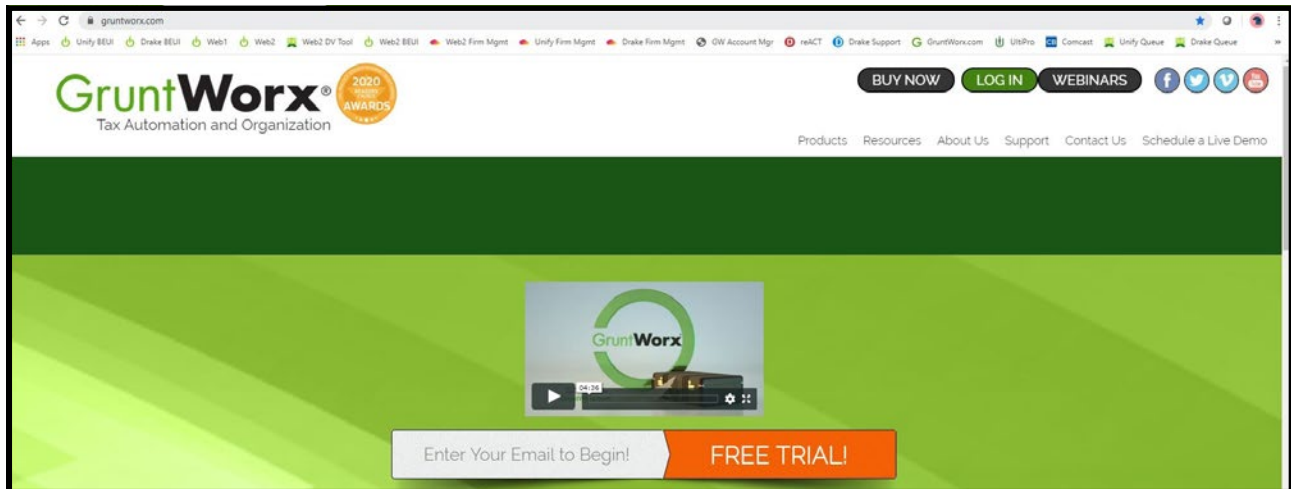 gruntworx.com
Apps Unify BEUI Drake BEUI Web1 Web2 Web2 DV Tool Web2 BEUI Web2 Firm Mgmt Unify Firm Mgmt Drake Firm Mgmt GW Account Mgr reACT Drake Support GruntWorx.com UltiPro CB Comcast Unify Queue Drake Queue »
GruntWorx®
2020
AWARDS
Tax Automation and Organization
BUY NOW LOG IN WEBINARS
Products Resources About Us Support Contact Us Schedule a Live Demo
GruntWorx
04:36
Enter Your Email to Begin! FREE TRIAL!